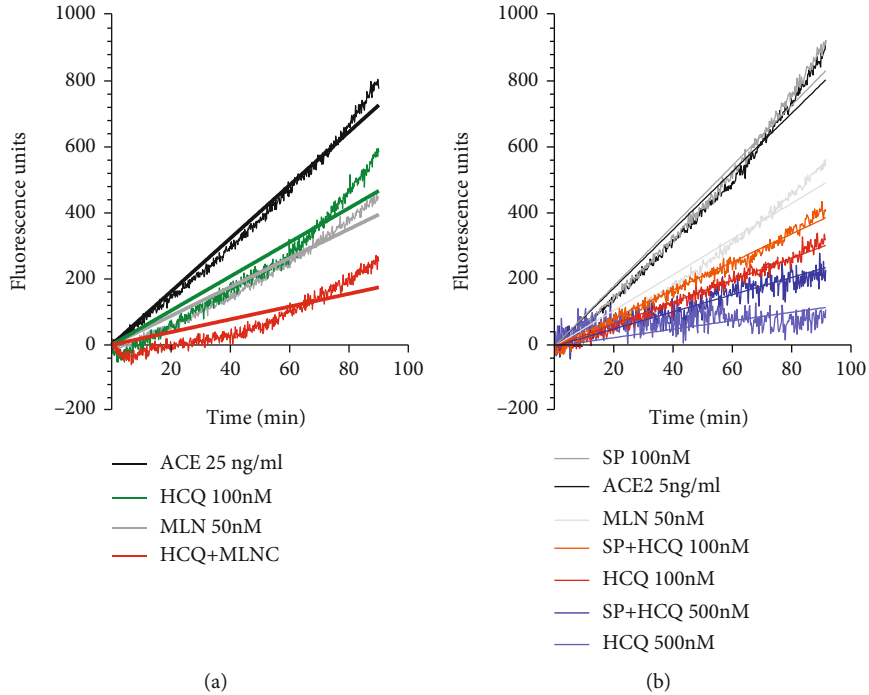 1000
800
600
400
200
0
−200
Fluorescence units
0
20
40
60
80
100
Time (min)
ACE 25 ng/ml
HCQ 100nM
MLN 50nM
HCQ+MLNC
(a)
1000
800
600
400
200
0
−200
Fluorescence units
0
20
40
60
80
100
Time (min)
SP 100nM
ACE2 5ng/ml
MLN 50nM
SP+HCQ 100nM
HCQ 100nM
SP+HCQ 500nM
HCQ 500nM
(b)